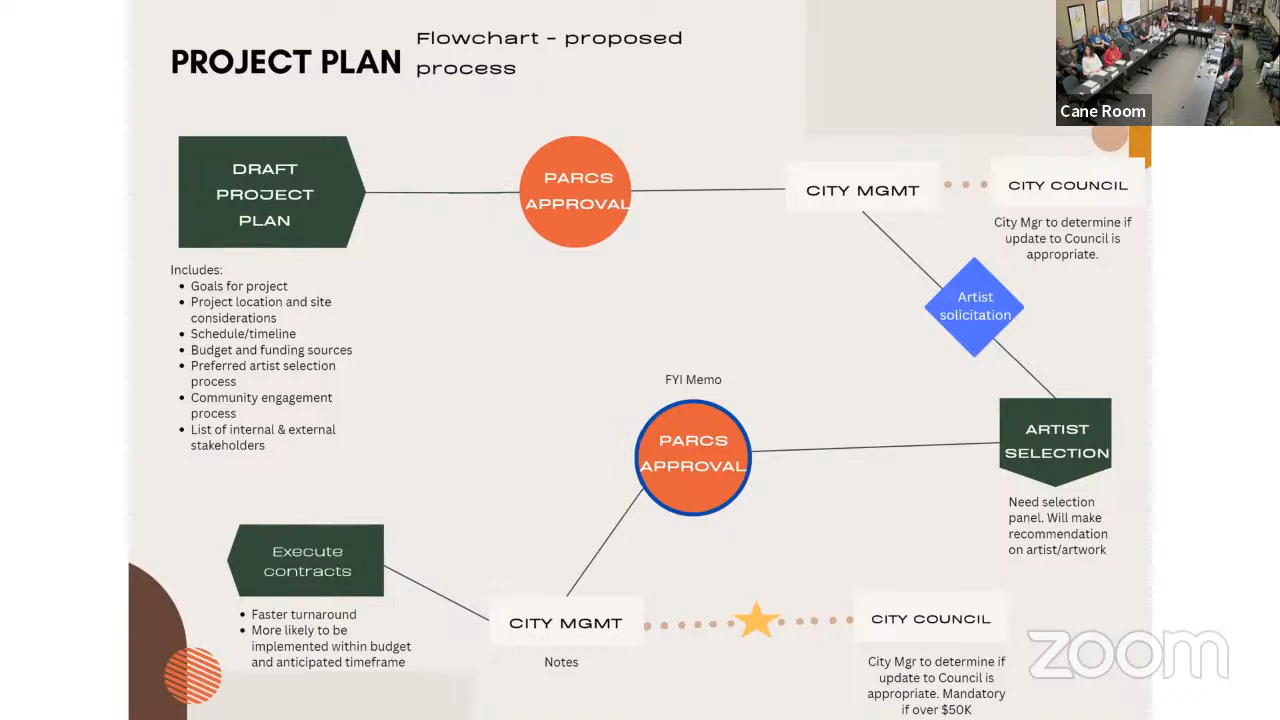 PROJECT PLAN
Flowchart – proposed
process
Cane Room
DRAFT
PROJECT
PLAN
PARCS
APPROVAL
CITY MGMT
CITY COUNCIL
City Mgr to determine if
update to Council is
appropriate.
Includes:
• Goals for project
• Project location and site
considerations
• Schedule/timeline
• Budget and funding sources
• Preferred artist selection
process
• Community engagement
process
• List of internal & external
stakeholders
Artist
solicitation
FYI Memo
PARCS
APPROVAL
ARTIST
SELECTION
Need selection
panel. Will make
recommendation
on artist/artwork
Execute
contracts
• Faster turnaround
• More likely to be
implemented within budget
and anticipated timeframe
CITY MGMT
Notes
CITY COUNCIL
City Mgr to determine if
update to Council is
appropriate. Mandatory
if over $50K
zoom